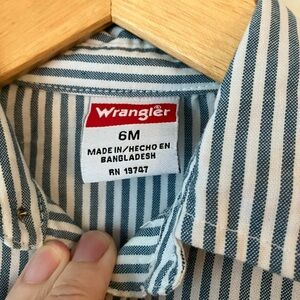 Wrangler
6M
MADE IN/HECHO EN
BANGLADESH
RN 19747